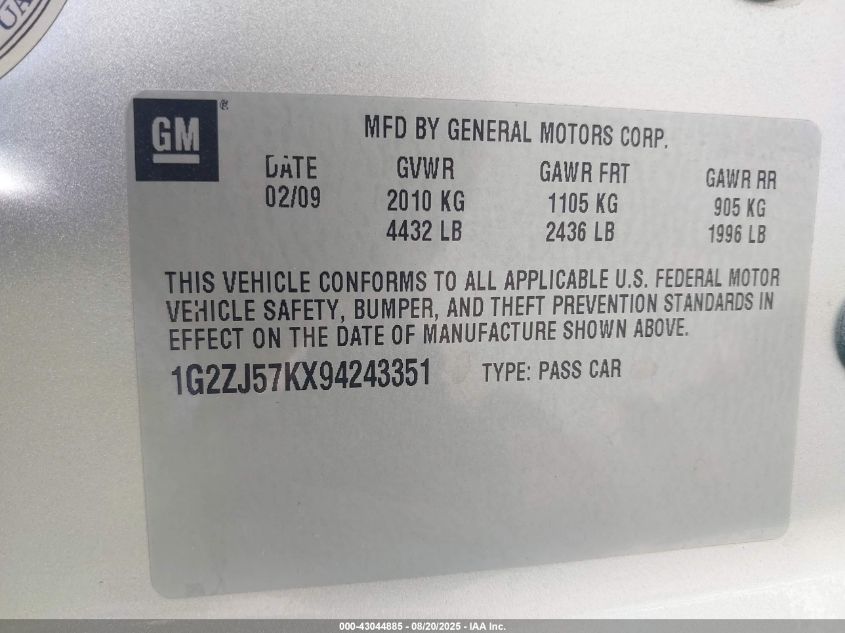 UA
GM ®
MFD BY GENERAL MOTORS CORP.
DATE GVWR GAWR FRT GAWR RR
02/09 2010 KG 1105 KG 905 KG
4432 LB 2436 LB 1996 LB
THIS VEHICLE CONFORMS TO ALL APPLICABLE U.S. FEDERAL MOTOR
VEHICLE SAFETY, BUMPER, AND THEFT PREVENTION STANDARDS IN
EFFECT ON THE DATE OF MANUFACTURE SHOWN ABOVE.
1G2ZJ57KX94243351 TYPE: PASS CAR
000-43044885 - 08/20/2025 - IAA Inc.